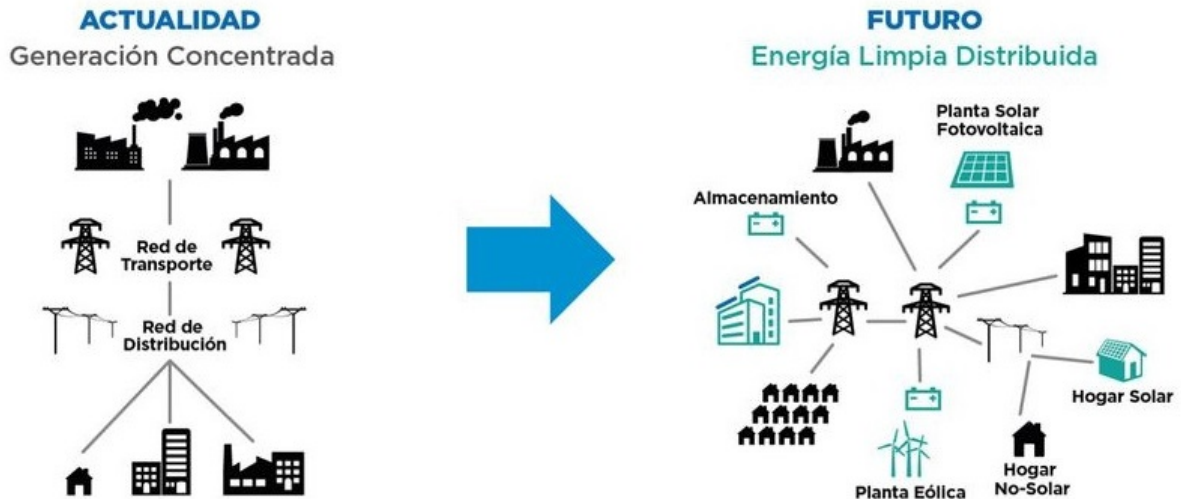 ACTUALIDAD
Generación Concentrada
Red de
Transporte
Red de
Distribución
FUTURO
Energía Limpia Distribuida
Planta Solar
Fotovoltaica
Almacenamiento
Hogar Solar
Hogar
No-Solar
Planta Eólica